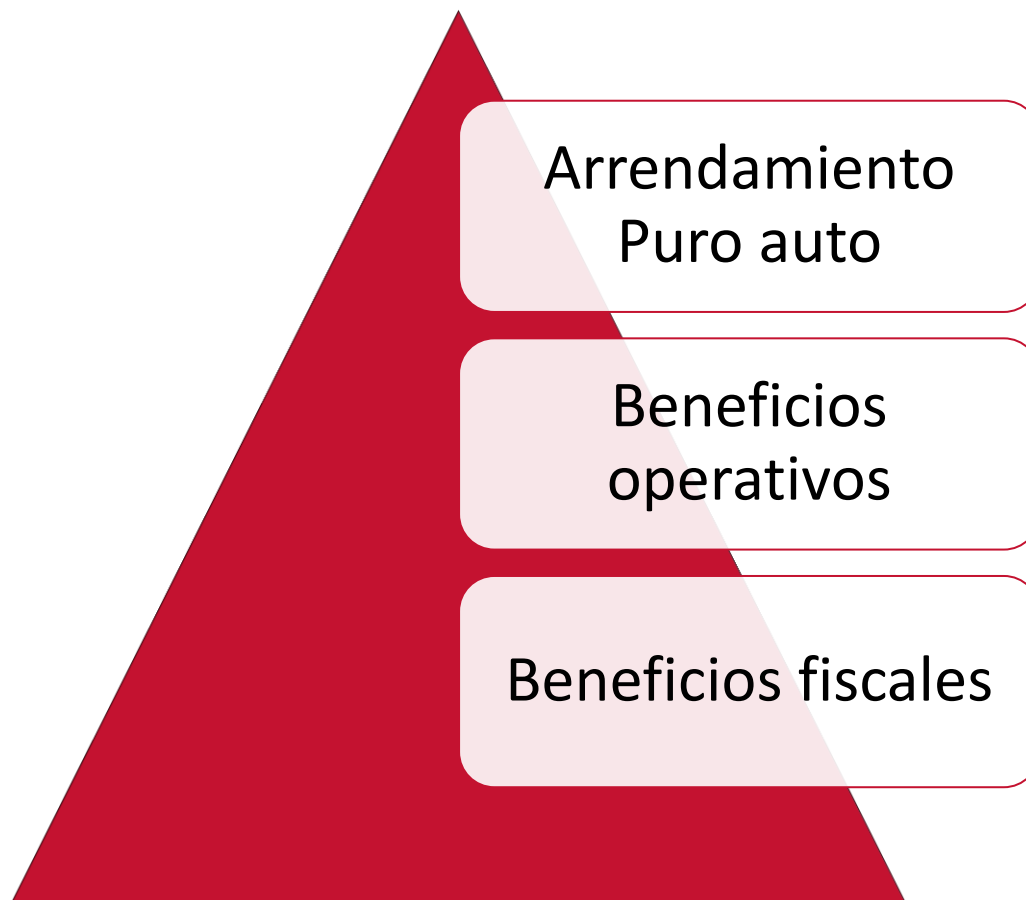 Arrendamiento
Puro auto
Beneficios
operativos
Beneficios fiscales